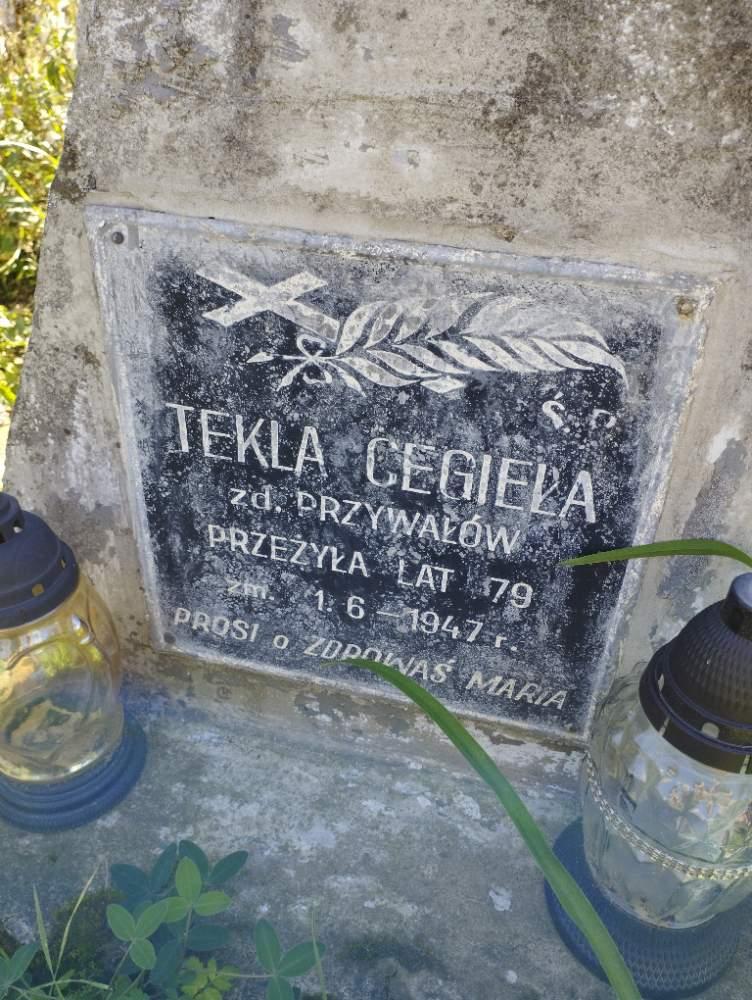 Ś. P.
TEKLA CEGIEŁA
zd. PRZYWAŁÓW
PRZEŻYŁA LAT 79
zm. 1. 6 – 1947 r.
PROSI o ZDROWAŚ MARIA